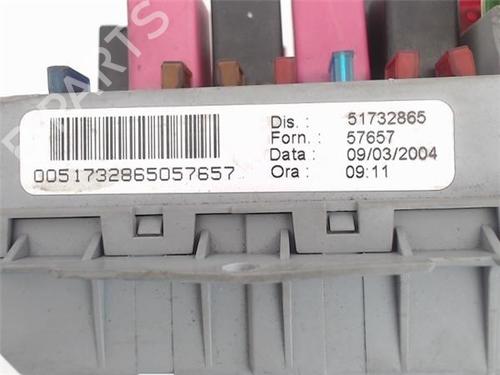 Dis. : 51732865
Forn. : 57657
Data : 09/03/2004
Ora : 09:11
0051732865057657